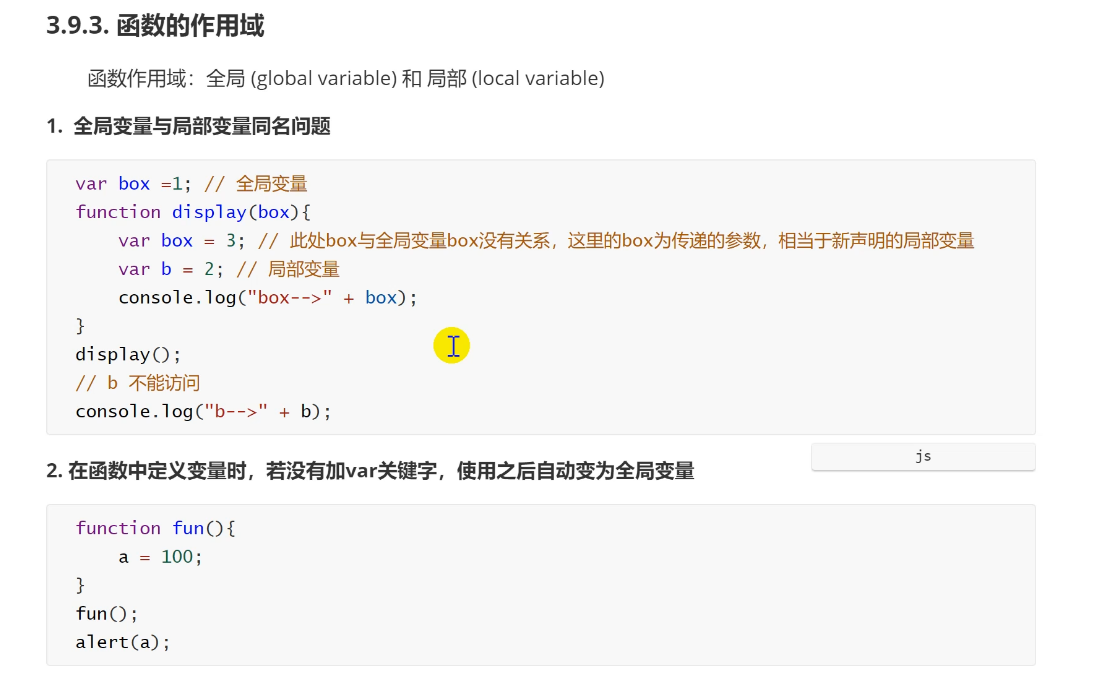 3.9.3. 函数的作用域
函数作用域：全局 (global variable) 和 局部 (local variable)
1. 全局变量与局部变量同名问题
var box =1; // 全局变量
function display(box){
    var box = 3; // 此处box与全局变量box没有关系，这里的box为传递的参数，相当于新声明的局部变量
    var b = 2; // 局部变量
    console.log("box-->" + box);
}
display();
// b 不能访问
console.log("b-->" + b);
js
2. 在函数中定义变量时，若没有加var关键字，使用之后自动变为全局变量
function fun(){
    a = 100;
}
fun();
alert(a);